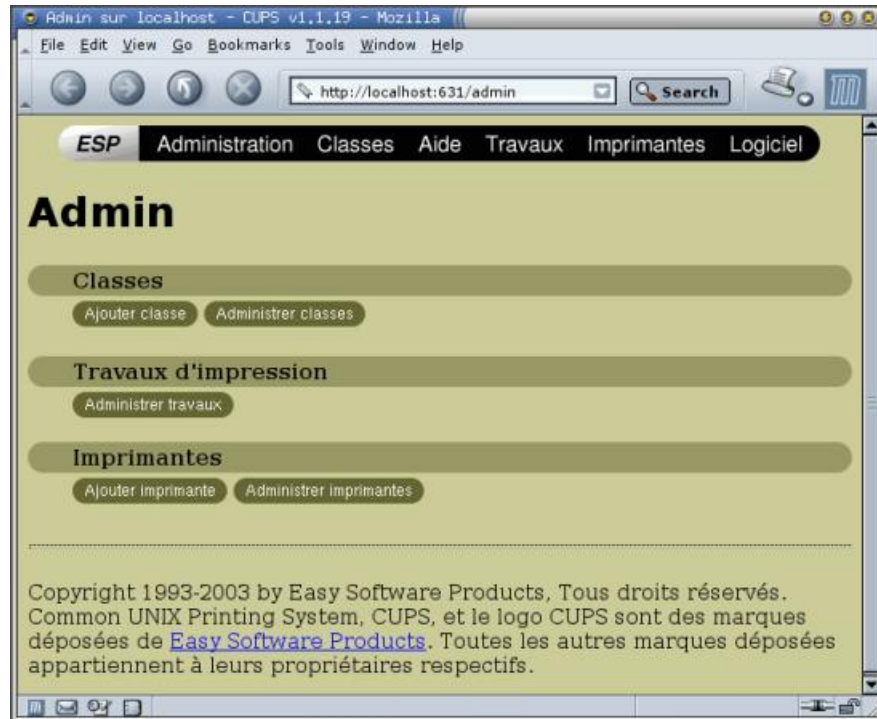 Admin sur localhost - CUPS v1.1.19 - Mozilla
File Edit View Go Bookmarks Tools Window Help
http://localhost:631/admin Search
ESP Administration Classes Aide Travaux Imprimantes Logiciel
Admin
Classes
Ajouter classe Administrer classes
Travaux d'impression
Administrer travaux
Imprimantes
Ajouter imprimante Administrer imprimantes
Copyright 1993-2003 by Easy Software Products, Tous droits réservés.
Common UNIX Printing System, CUPS, et le logo CUPS sont des marques
déposées de Easy Software Products. Toutes les autres marques déposées
appartiennent à leurs propriétaires respectifs.